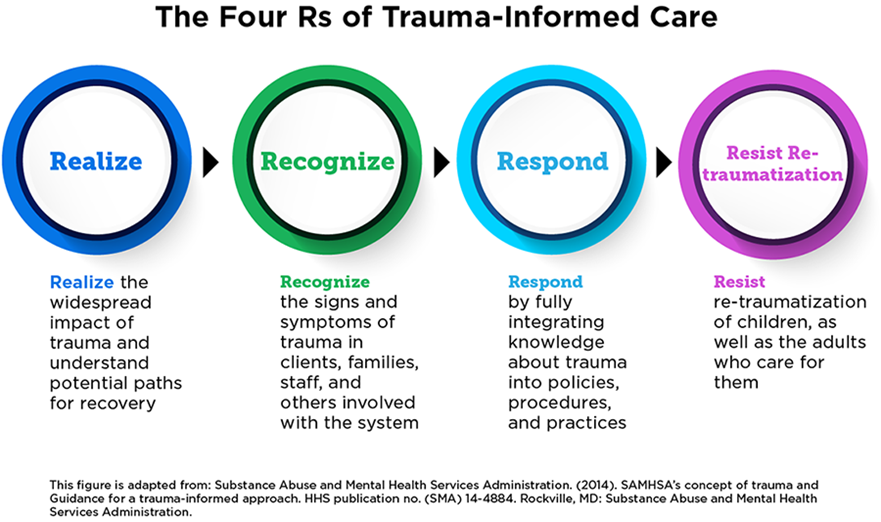 The Four Rs of Trauma-Informed Care
Realize
Recognize
Respond
Resist Re-
traumatization
Realize the
widespread
impact of
trauma and
understand
potential paths
for recovery
Recognize
the signs and
symptoms of
trauma in
clients, families,
staff, and
others involved
with the system
Respond
by fully
integrating
knowledge
about trauma
into policies,
procedures,
and practices
Resist
re-traumatization
of children, as
well as the adults
who care for
them
This figure is adapted from: Substance Abuse and Mental Health Services Administration. (2014). SAMHSA's concept of trauma and
Guidance for a trauma-informed approach. HHS publication no. (SMA) 14-4884. Rockville, MD: Substance Abuse and Mental Health
Services Administration.